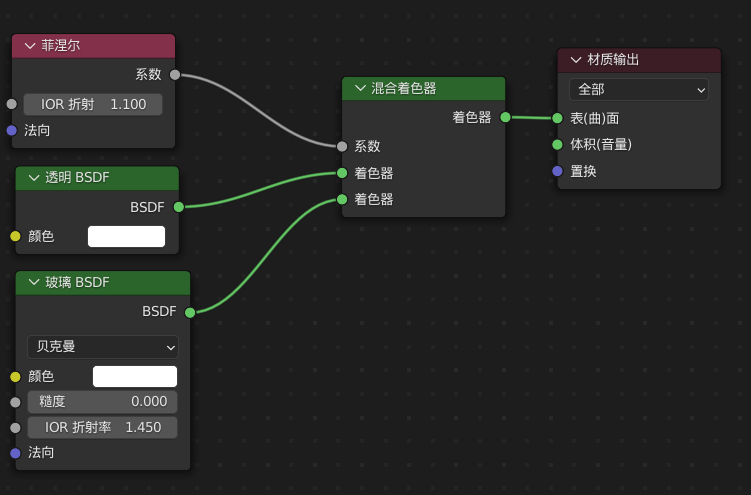 菲涅尔
系数
IOR 折射 1.100
法向
透明 BSDF
BSDF
颜色
玻璃 BSDF
BSDF
贝克曼
颜色
糙度 0.000
IOR 折射率 1.450
法向
混合着色器
着色器
系数
着色器
着色器
材质输出
全部
表(曲)面
体积(音量)
置换